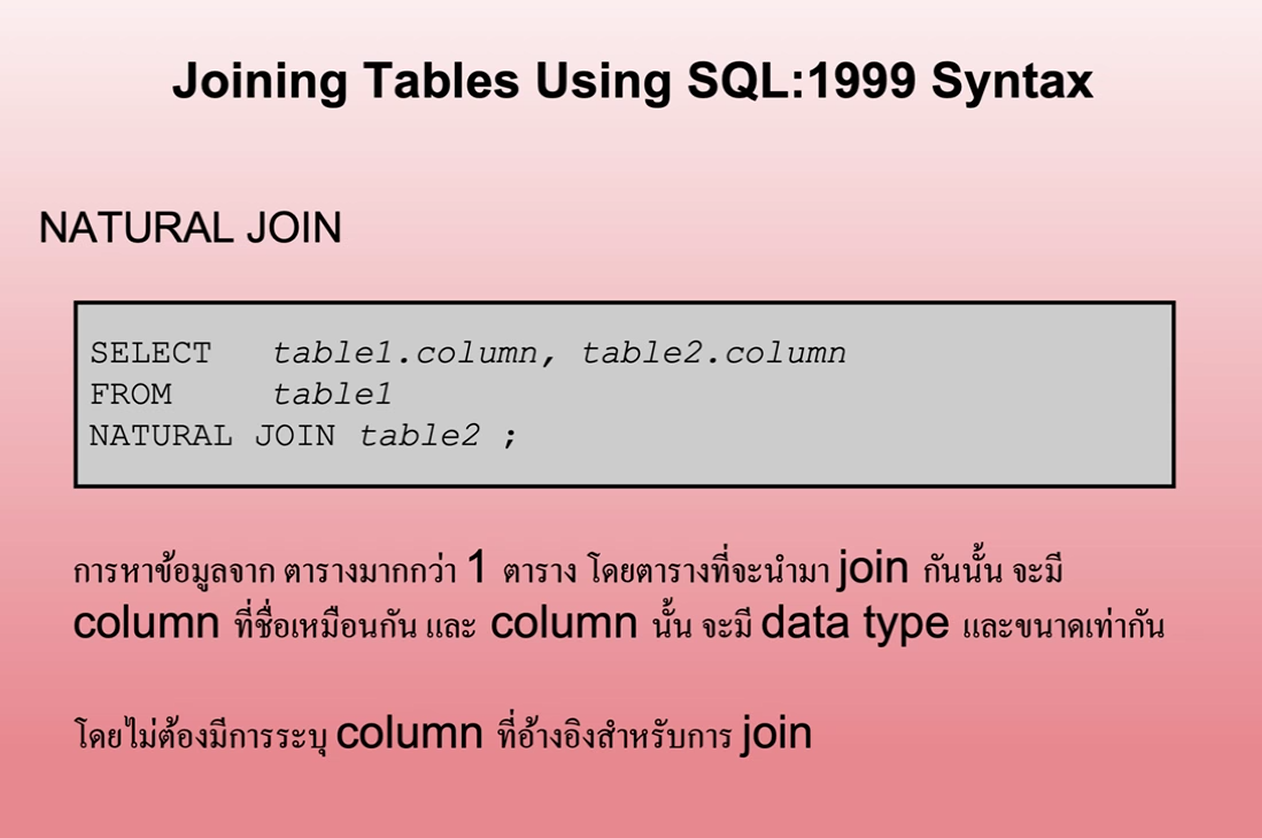 Joining Tables Using SQL:1999 Syntax
NATURAL JOIN
SELECT table1.column, table2.column
FROM table1
NATURAL JOIN table2 ;
การหาข้อมูลจาก ตารางมากกว่า 1 ตาราง โดยตารางที่จะนำมา join กันนั้น จะมี
column ที่ชื่อเหมือนกัน และ column นั้น จะมี data type และขนาดเท่ากัน
โดยไม่ต้องมีการระบุ column ที่อ้างอิงสำหรับการ join